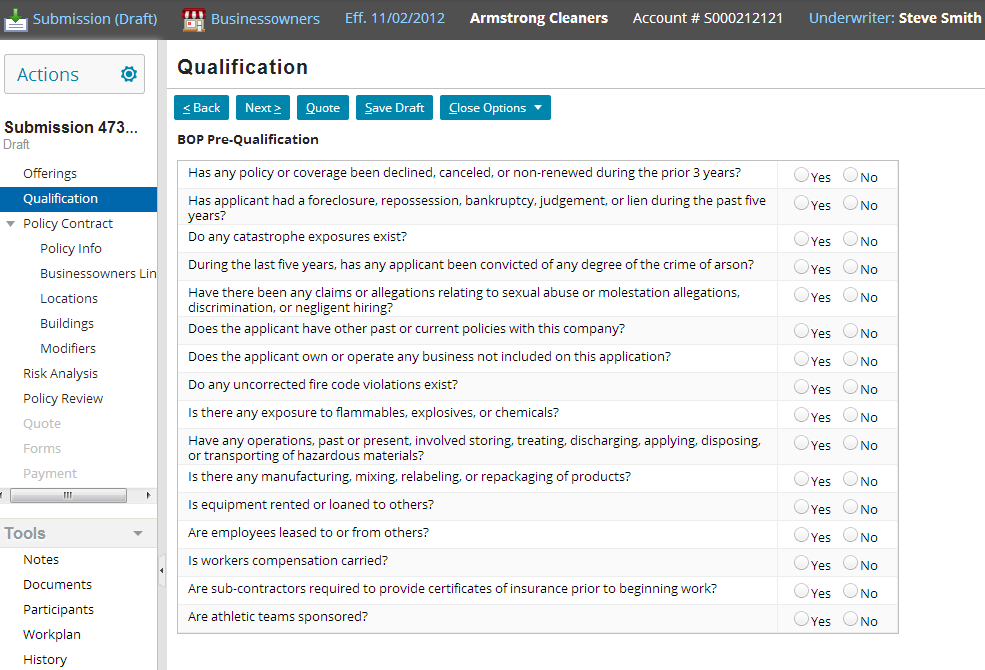 Submission (Draft) Businessowners Eff. 11/02/2012 Armstrong Cleaners Account # S000212121 Underwriter: Steve Smith
Actions
Submission 473...
Draft
Offerings
Qualification
Policy Contract
Policy Info
Businessowners Lin
Locations
Buildings
Modifiers
Risk Analysis
Policy Review
Quote
Forms
Payment
Tools
Notes
Documents
Participants
Workplan
History
Qualification
< Back Next > Quote Save Draft Close Options
BOP Pre-Qualification
Has any policy or coverage been declined, canceled, or non-renewed during the prior 3 years? Yes No
Has applicant had a foreclosure, repossession, bankruptcy, judgement, or lien during the past five
years? Yes No
Do any catastrophe exposures exist? Yes No
During the last five years, has any applicant been convicted of any degree of the crime of arson? Yes No
Have there been any claims or allegations relating to sexual abuse or molestation allegations,
discrimination, or negligent hiring? Yes No
Does the applicant have other past or current policies with this company? Yes No
Does the applicant own or operate any business not included on this application? Yes No
Do any uncorrected fire code violations exist? Yes No
Is there any exposure to flammables, explosives, or chemicals? Yes No
Have any operations, past or present, involved storing, treating, discharging, applying, disposing,
or transporting of hazardous materials? Yes No
Is there any manufacturing, mixing, relabeling, or repackaging of products? Yes No
Is equipment rented or loaned to others? Yes No
Are employees leased to or from others? Yes No
Is workers compensation carried? Yes No
Are sub-contractors required to provide certificates of insurance prior to beginning work? Yes No
Are athletic teams sponsored? Yes No